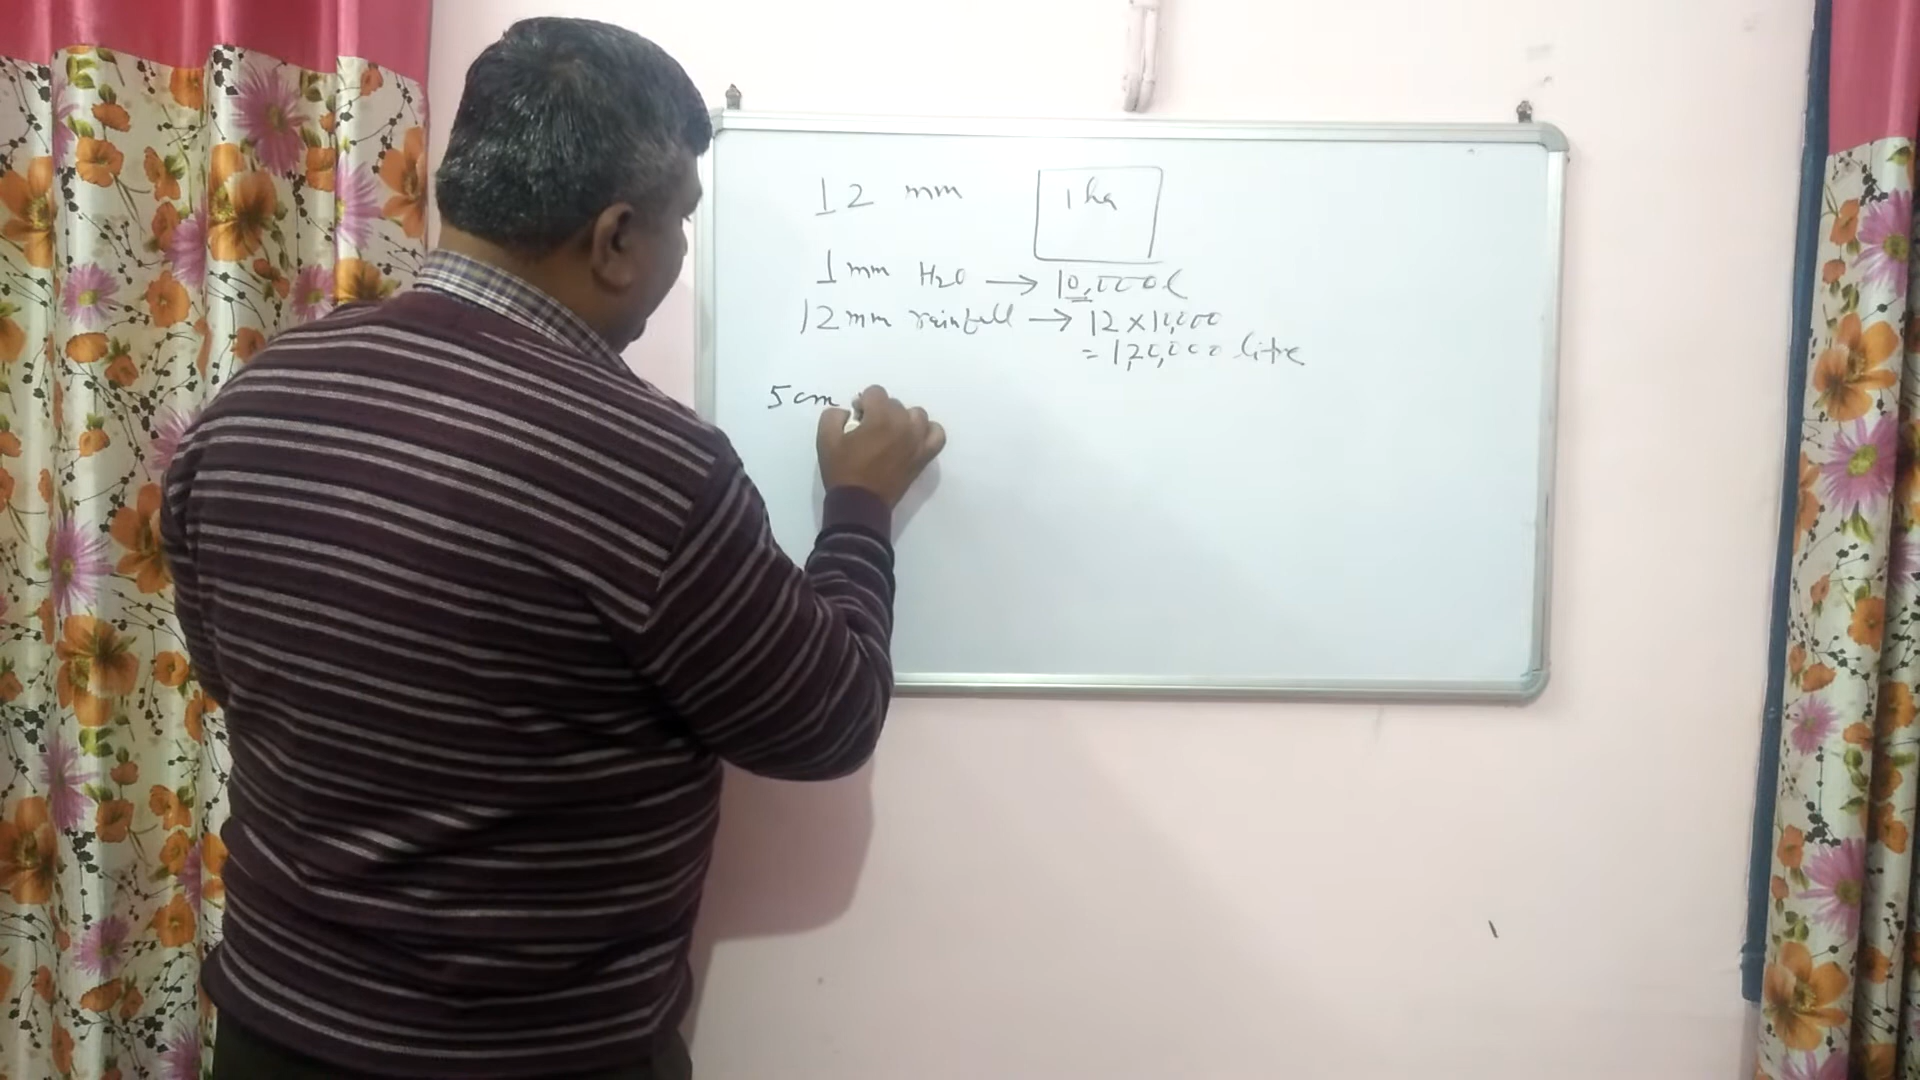 12 mm
1 ha
1 mm H2O → 10,000 l
12 mm rainfall → 12 × 10,000
= 120,000 litre
5 cm